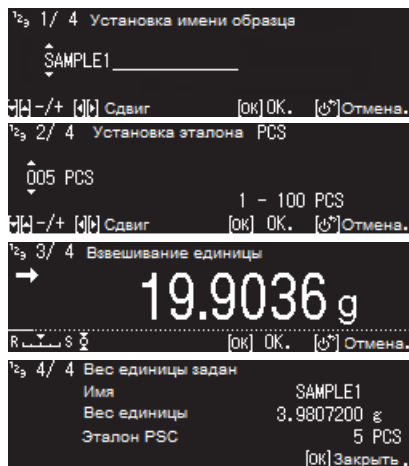 1/ 4 Установка имени образца
SAMPLE1
-/+ Сдвиг [OK]OK. Отмена.
2/ 4 Установка эталона PCS
005 PCS
1 - 100 PCS
-/+ Сдвиг [OK] OK. Отмена.
3/ 4 Взвешивание единицы
19.9036 g
R S [OK] OK. Отмена.
4/ 4 Вес единицы задан
Имя SAMPLE1
Вес единицы 3.9807200 g
Эталон PSC 5 PCS
[OK]Закрыть.